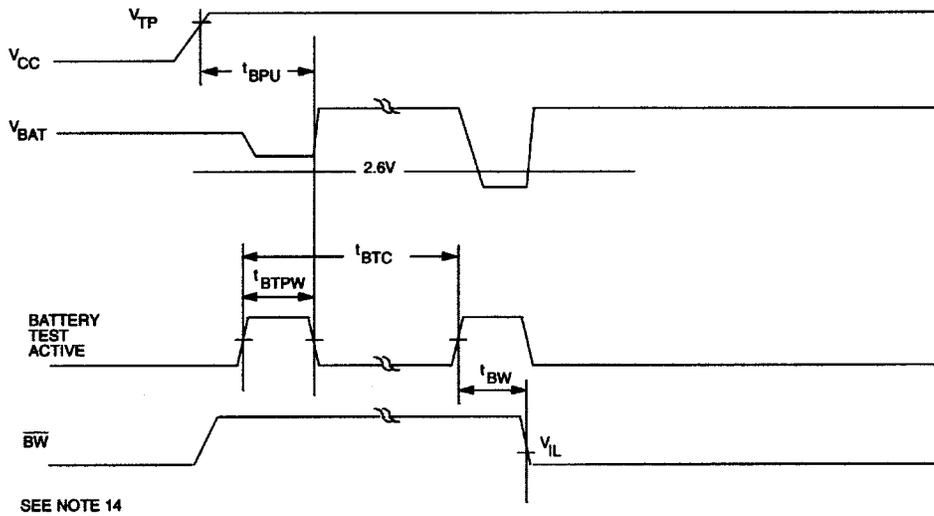 VTP
VCC
tBPU
VBAT
2.6V
tBTC
tBTPW
BATTERY
TEST
ACTIVE
tBW
BW
VIL
SEE NOTE 14